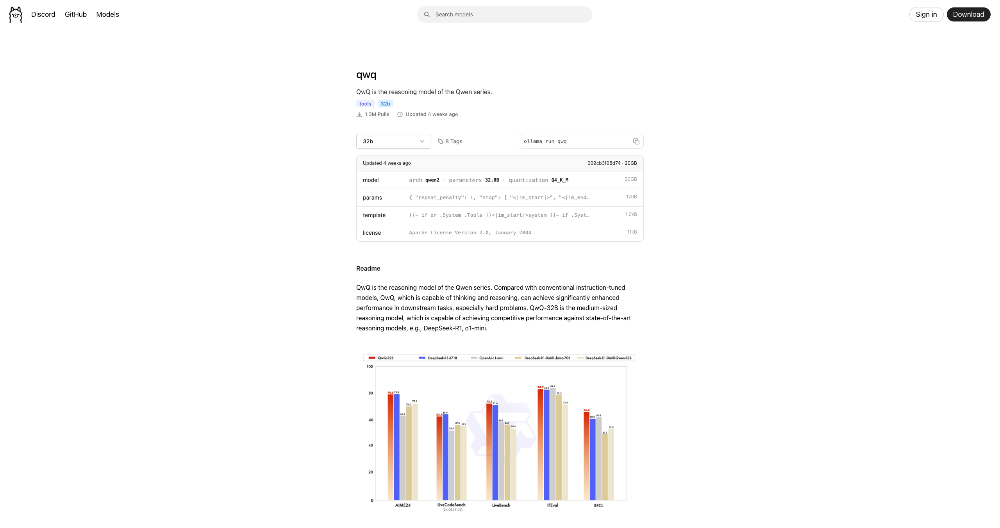 Discord GitHub Models
Search models
Sign in Download
qwq
QwQ is the reasoning model of the Qwen series.
tools 32b
1.3M Pulls Updated 4 weeks ago
32b 8 Tags ollama run qwq
Updated 4 weeks ago 009cb3f08d74 · 20GB
model arch qwen2 · parameters 32.8B · quantization Q4_K_M 20GB
params { "repeat_penalty": 1, "stop": [ "<|im_start|>", "<|im_end… 120B
template {{- if or .System .Tools }}<|im_start|>system {{- if .Syst… 1.2kB
license Apache License Version 2.0, January 2004 11kB
Readme
QwQ is the reasoning model of the Qwen series. Compared with conventional instruction-tuned
models, QwQ, which is capable of thinking and reasoning, can achieve significantly enhanced
performance in downstream tasks, especially hard problems. QwQ-32B is the medium-sized
reasoning model, which is capable of achieving competitive performance against state-of-the-art
reasoning models, e.g., DeepSeek-R1, o1-mini.
QwQ-32B DeepSeek-R1-671B OpenAI-o1-mini DeepSeek-R1-Distill-Llama-70B DeepSeek-R1-Distill-Qwen-32B
100
80
60
40
20
0
79.5 79.8 63.6 70.0 72.6
63.4 65.9 53.8 57.5 57.2
73.1 71.6 59.1 57.9 54.6
83.9 83.3 84.8 79.3 72.5
66.4 60.3 62.8 49.3 53.5
AIME24 LiveCodeBench LiveBench IFEval BFCL
(24.08-25.02)